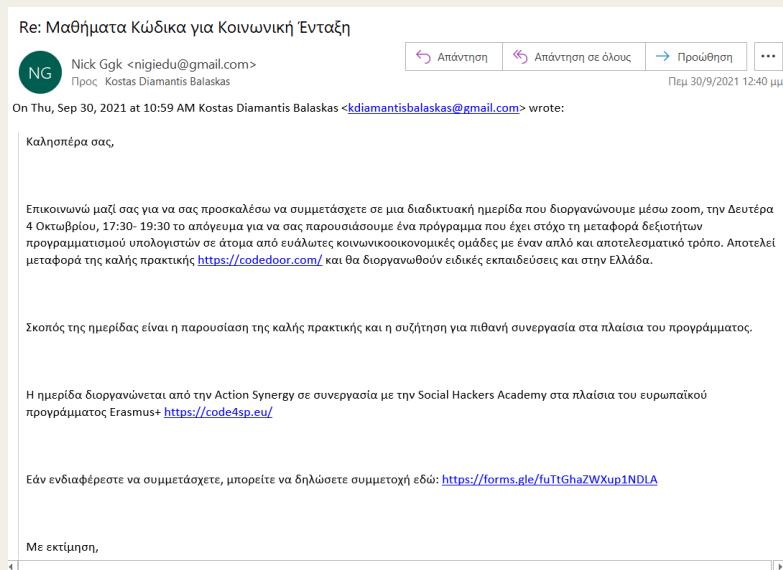 Re: Μαθήματα Κώδικα για Κοινωνική Ένταξη
NG
Nick Ggk <nigiedu@gmail.com>
Προς Kostas Diamantis Balaskas
Απάντηση
Απάντηση σε όλους
Προώθηση
Πεμ 30/9/2021 12:40 μμ
On Thu, Sep 30, 2021 at 10:59 AM Kostas Diamantis Balaskas <kdiamantisbalaskas@gmail.com> wrote:
Καλησπέρα σας,
Επικοινωνώ μαζί σας για να σας προσκαλέσω να συμμετάσχετε σε μια διαδικτυακή ημερίδα που διοργανώνουμε μέσω zoom, την Δευτέρα
4 Οκτωβρίου, 17:30- 19:30 το απόγευμα για να σας παρουσιάσουμε ένα πρόγραμμα που έχει στόχο τη μεταφορά δεξιοτήτων
προγραμματισμού υπολογιστών σε άτομα από ευάλωτες κοινωνικοοικονομικές ομάδες με έναν απλό και αποτελεσματικό τρόπο. Αποτελεί
μεταφορά της καλής πρακτικής https://codedoor.com/ και θα διοργανωθούν ειδικές εκπαιδεύσεις και στην Ελλάδα.
Σκοπός της ημερίδας είναι η παρουσίαση της καλής πρακτικής και η συζήτηση για πιθανή συνεργασία στα πλαίσια του προγράμματος.
Η ημερίδα διοργανώνεται από την Action Synergy σε συνεργασία με την Social Hackers Academy στα πλαίσια του ευρωπαϊκού
προγράμματος Erasmus+ https://code4sp.eu/
Εάν ενδιαφέρεστε να συμμετάσχετε, μπορείτε να δηλώσετε συμμετοχή εδώ: https://forms.gle/fuTtGhaZWXup1NDLA
Με εκτίμηση,